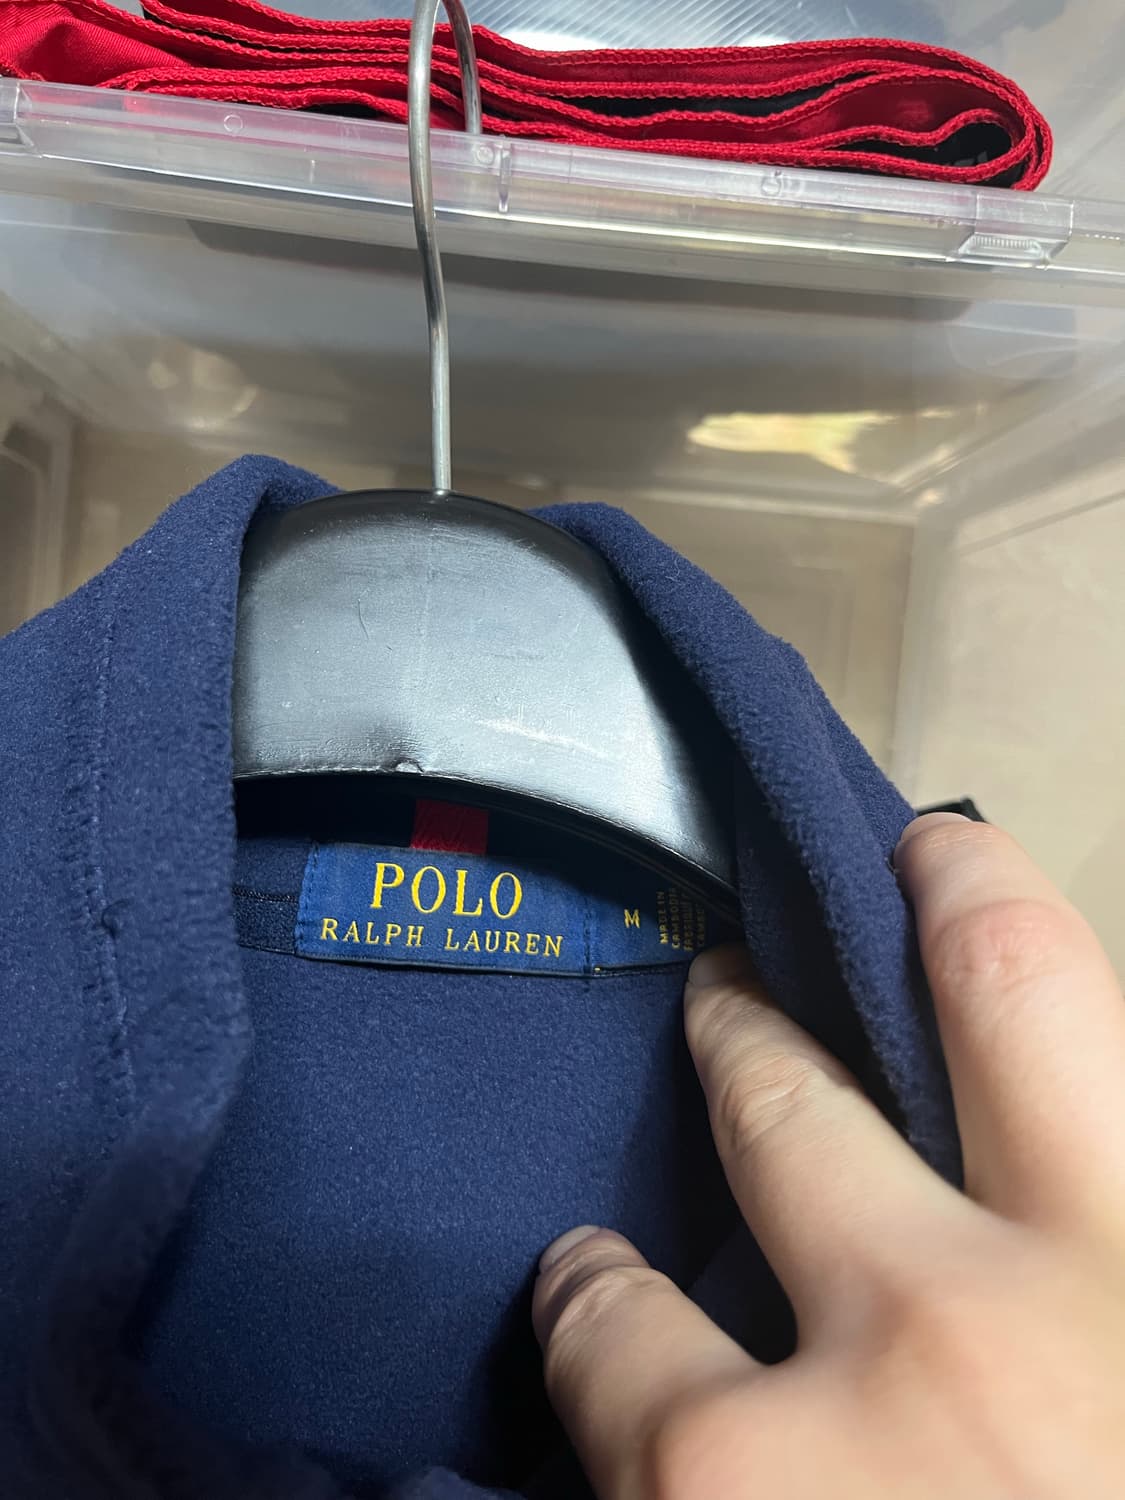 POLO
RALPH LAUREN
M
MADE IN
CAMBODIA